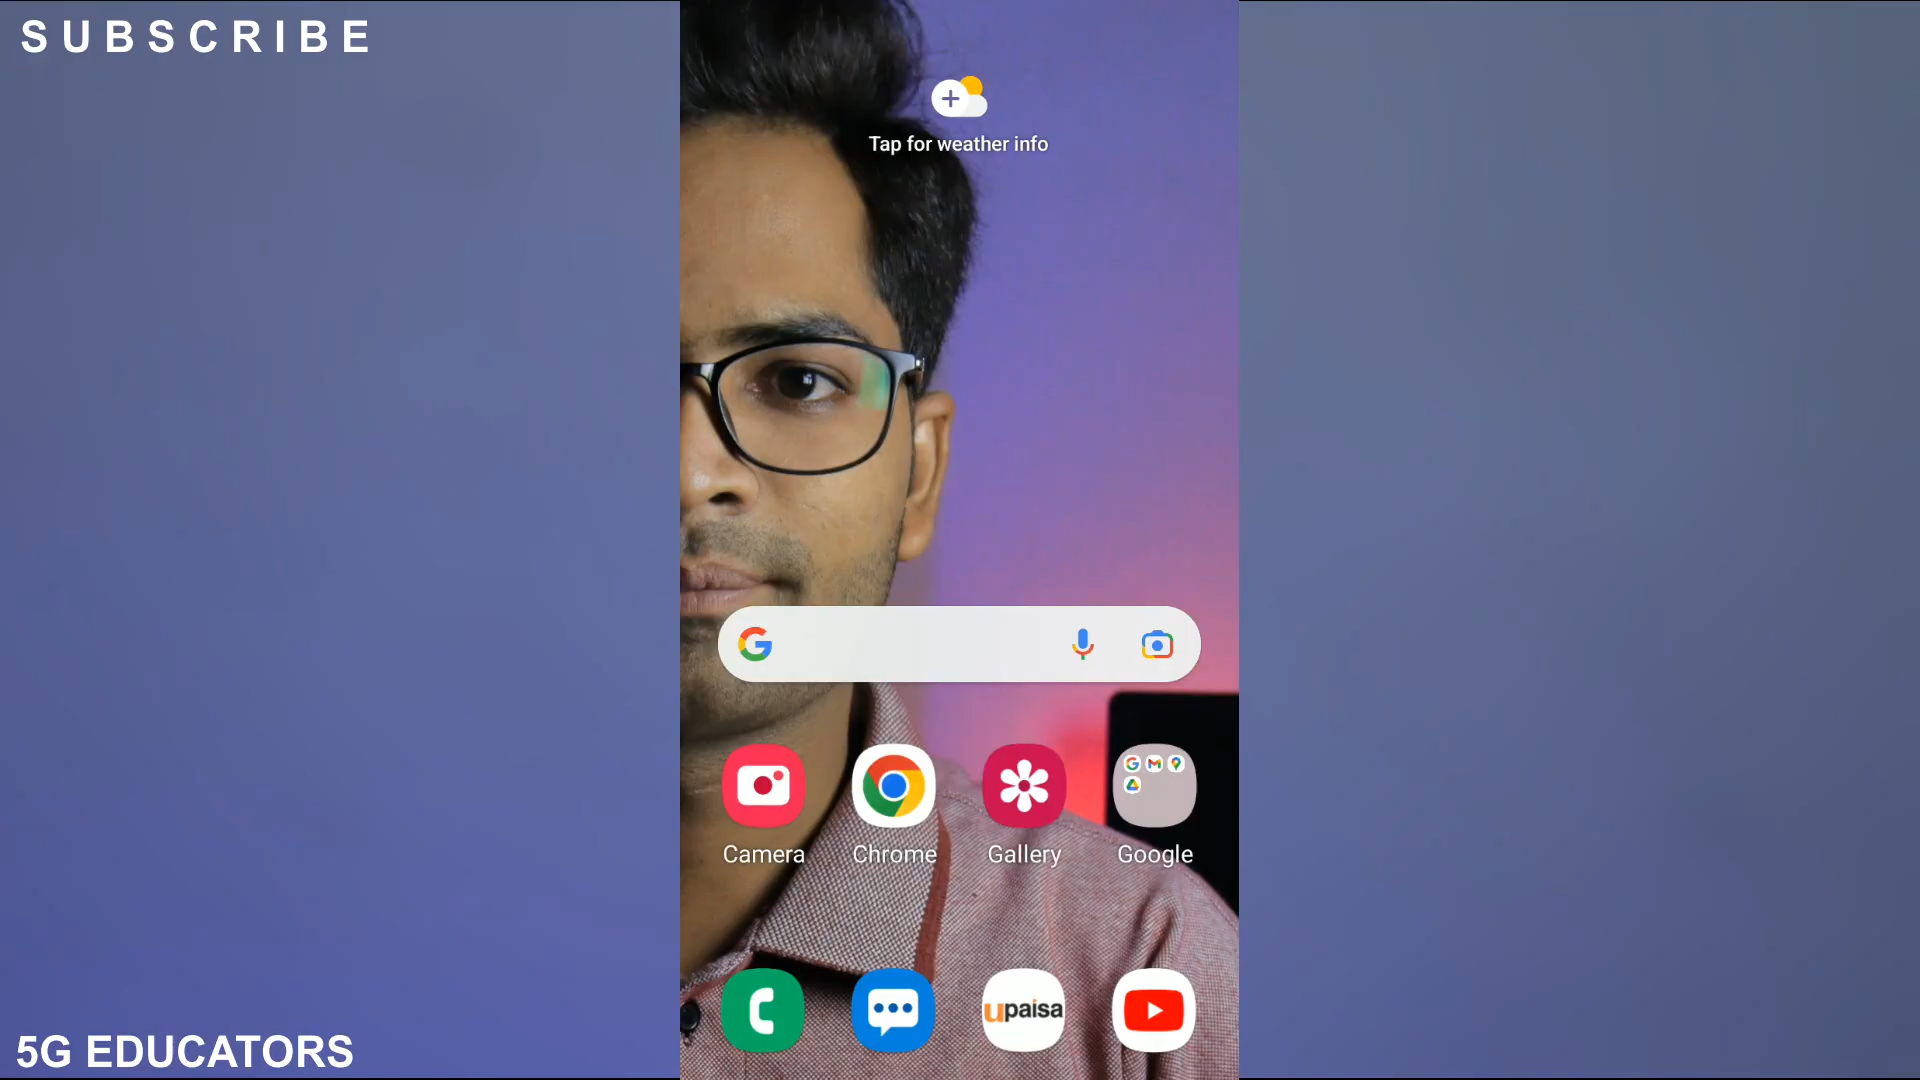 SUBSCRIBE
Tap for weather info
Camera Chrome Gallery Google
upaisa
5G EDUCATORS